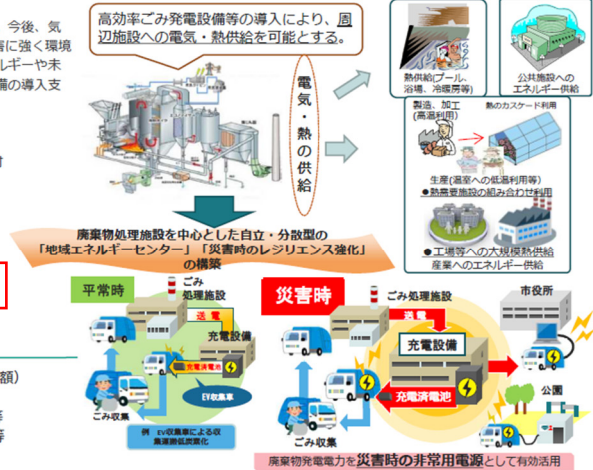 今後、気
害に強く環境
ルギーや未
備の導入支
額)
高効率ごみ発電設備等の導入により、周
辺施設への電気・熱供給を可能とする。
電気・熱の供給
熱供給(プール、
浴場、冷暖房等)
公共施設への
エネルギー供給
製造、加工
(高温利用)
熱のカスケード利用
生産(温室への低温利用等)
●熱需要施設の組み合わせ利用
●工場等への大規模熱供給
産業へのエネルギー供給
廃棄物処理施設を中心とした自立・分散型の
「地域エネルギーセンター」「災害時のレジリエンス強化」
の構築
平常時
ごみ
処理施設
送電
充電設備
充電済電池
EV収集車
ごみ収集
例 EV収集車による収
集運搬低炭素化
災害時
ごみ処理施設
送電
充電設備
充電済電池
ごみ収集
市役所
公園
廃棄物発電電力を災害時の非常用電源として有効活用